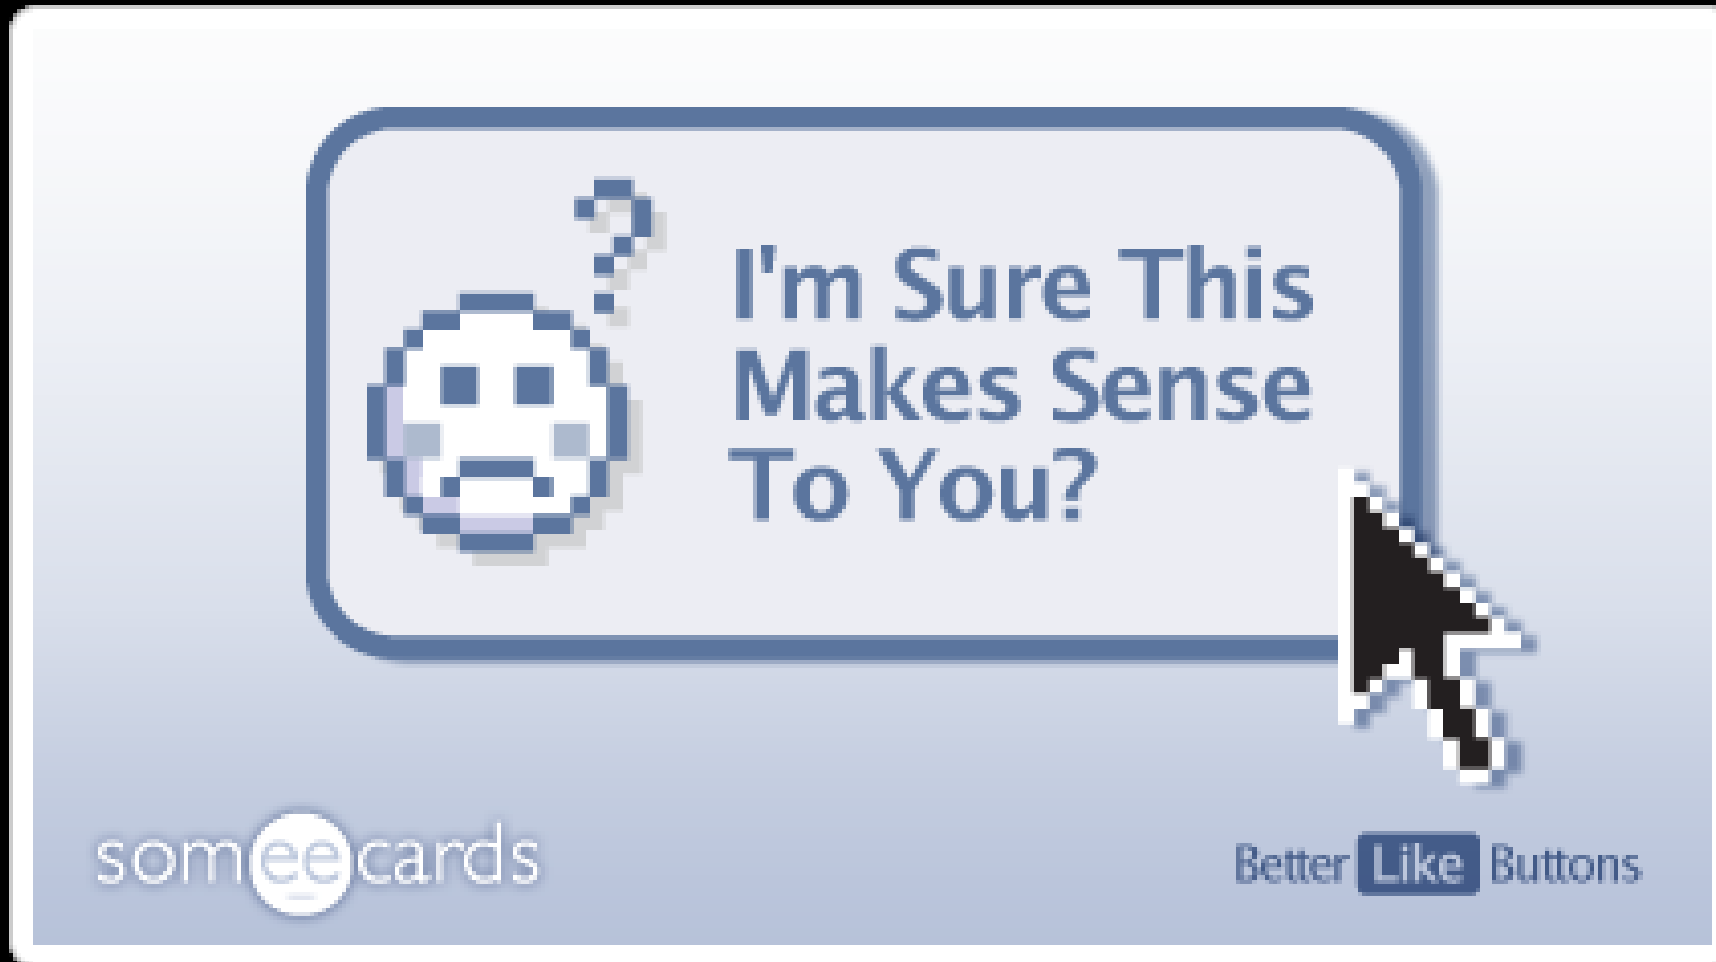 ?
I'm Sure This
Makes Sense
To You?
someecards
Better Like Buttons